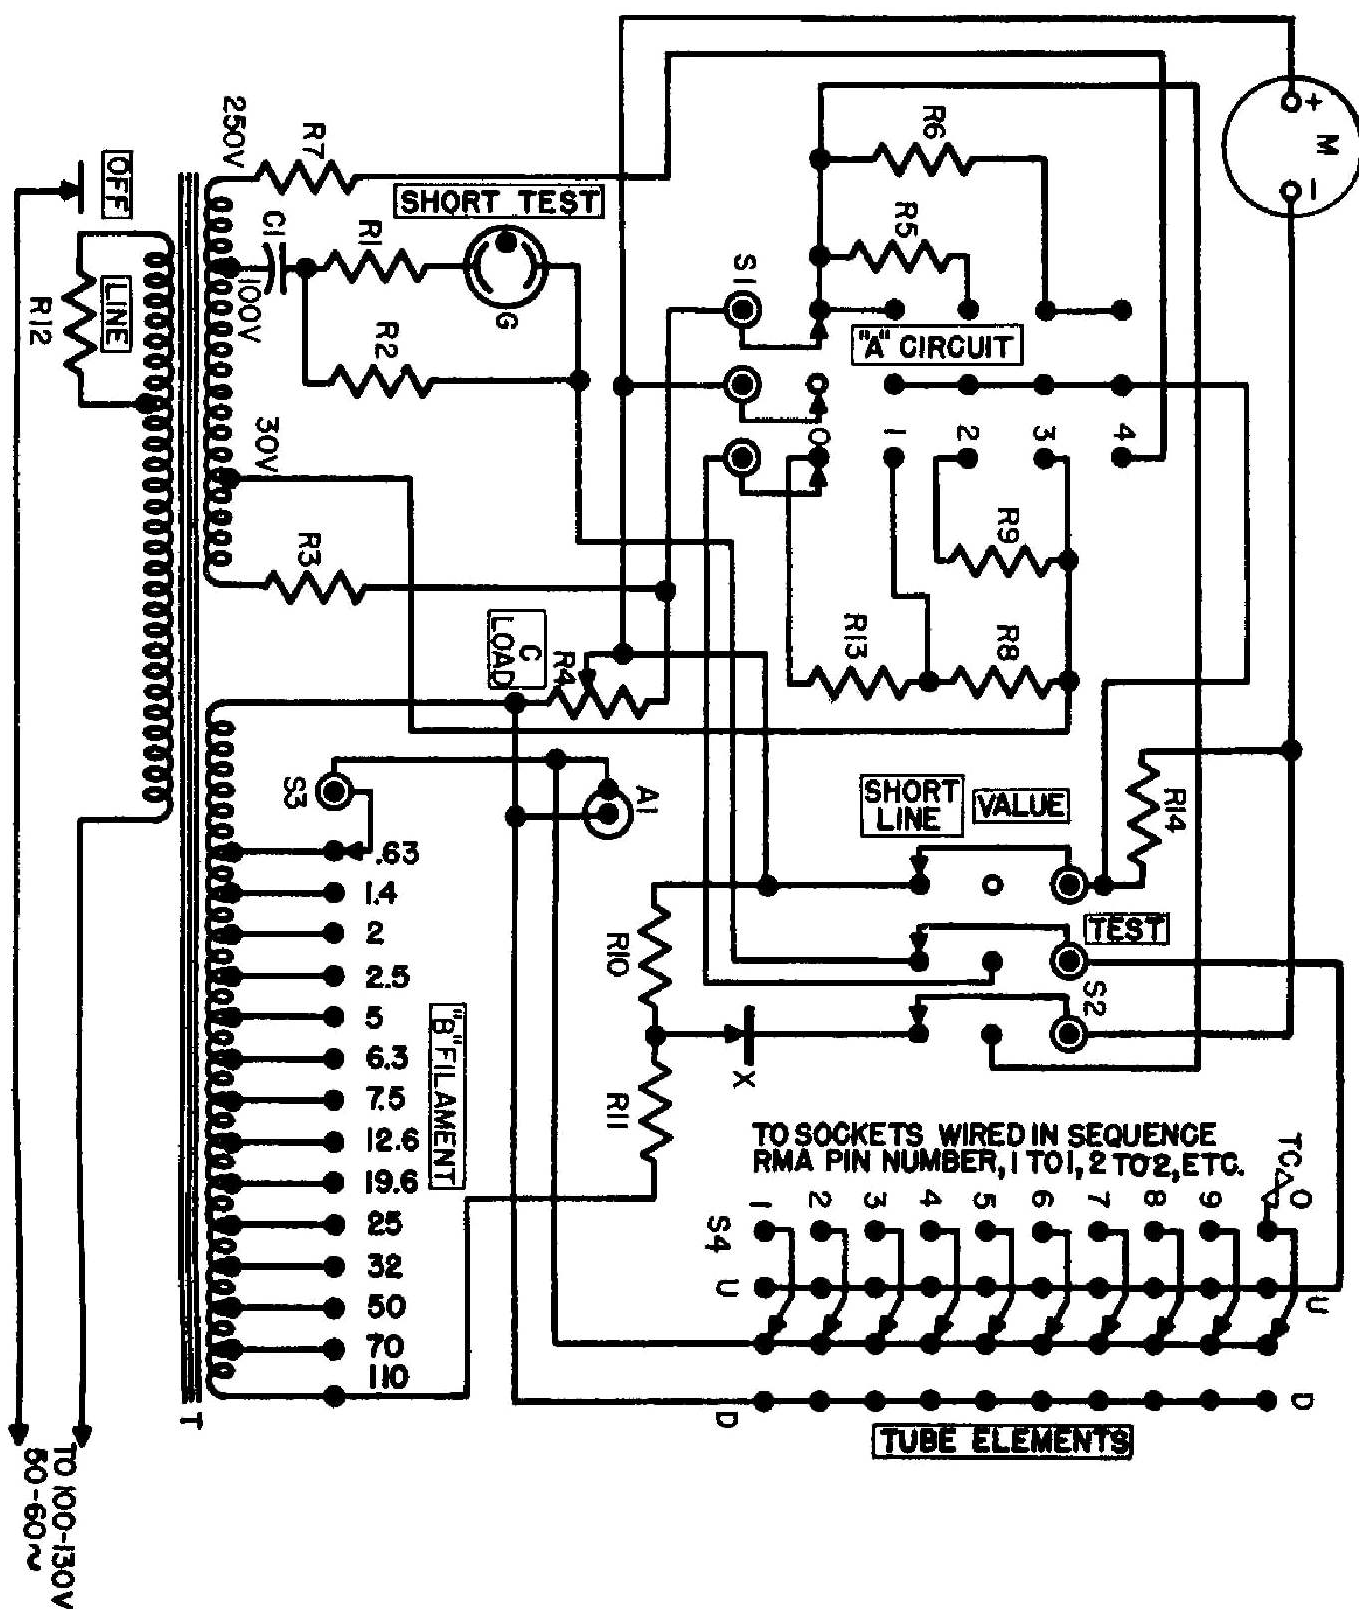 M
+
-
250V
R7
SHORT TEST
R6
R5
OFF
C1
100V
R1
G
R2
S1
"A" CIRCUIT
LINE
R12
30V
0
1
2
3
4
R3
R9
R13
R8
C
LOAD
R4
S3
A1
SHORT
LINE
VALUE
R14
TEST
S2
.63
1.4
2
2.5
5
6.3
7.5
12.6
19.6
25
32
50
70
110
"B" FILAMENT
R10
X
R11
TO SOCKETS WIRED IN SEQUENCE
RMA PIN NUMBER, 1 TO 1, 2 TO 2, ETC.
TC
1
2
3
4
5
6
7
8
9
0
S4
U
U
D
D
TUBE ELEMENTS
T
TO 100-130V
50-60~